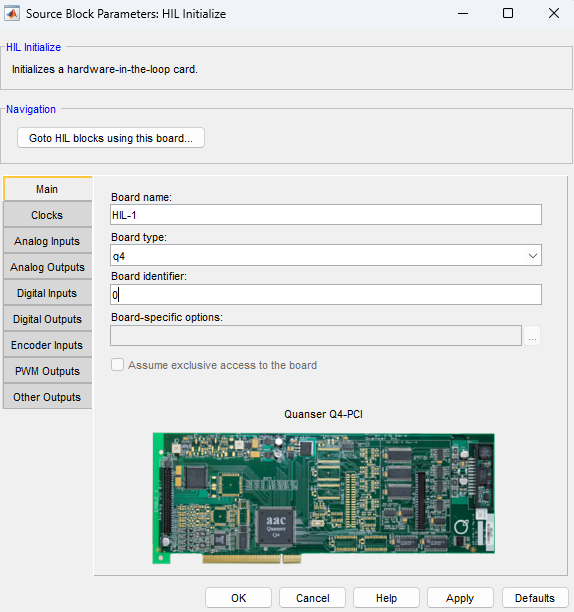 Source Block Parameters: HIL Initialize
HIL Initialize
Initializes a hardware-in-the-loop card.
Navigation
Goto HIL blocks using this board...
Main
Clocks
Analog Inputs
Analog Outputs
Digital Inputs
Digital Outputs
Encoder Inputs
PWM Outputs
Other Outputs
Board name:
HIL-1
Board type:
q4
Board identifier:
0
Board-specific options:
...
Assume exclusive access to the board
Quanser Q4-PCI
aac
Quanser
Q4
OK
Cancel
Help
Apply
Defaults